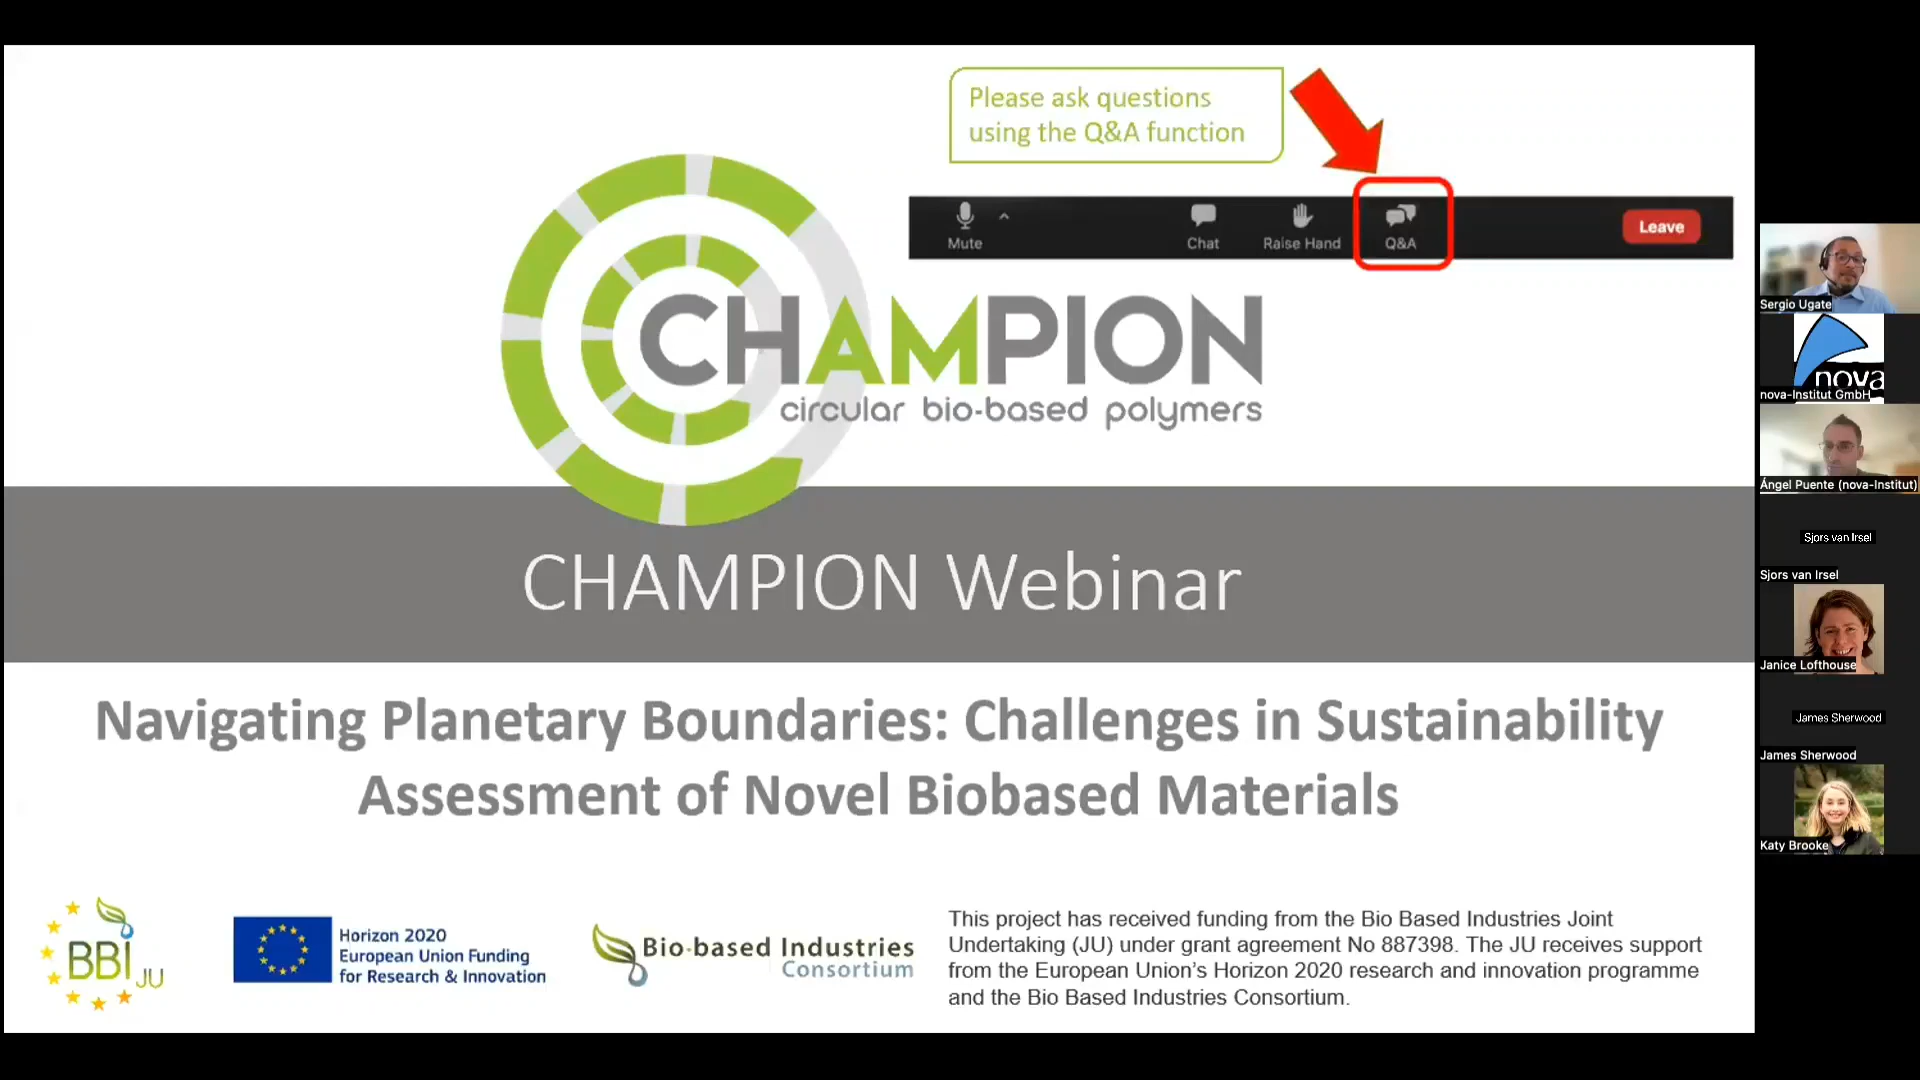 Please ask questions
using the Q&A function
Mute
Chat
Raise Hand
Q&A
Leave
CHAMPION
circular bio-based polymers
CHAMPION Webinar
Navigating Planetary Boundaries: Challenges in Sustainability
Assessment of Novel Biobased Materials
BBI JU
Horizon 2020
European Union Funding
for Research & Innovation
Bio-based Industries
Consortium
This project has received funding from the Bio Based Industries Joint
Undertaking (JU) under grant agreement No 887398. The JU receives support
from the European Union's Horizon 2020 research and innovation programme
and the Bio Based Industries Consortium.
Sergio Ugate
nova
nova-Institut GmbH
Ángel Puente (nova-Institut)
Sjors van Irsel
Sjors van Irsel
Janice Lofthouse
James Sherwood
James Sherwood
Katy Brooke